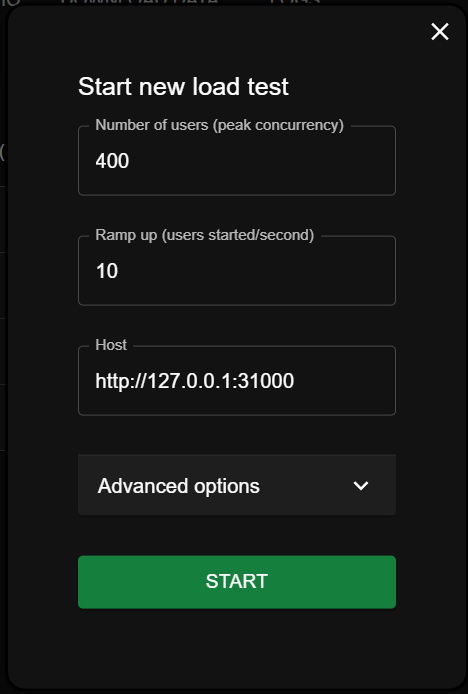 Start new load test
Number of users (peak concurrency)
400
Ramp up (users started/second)
10
Host
http://127.0.0.1:31000
Advanced options
START